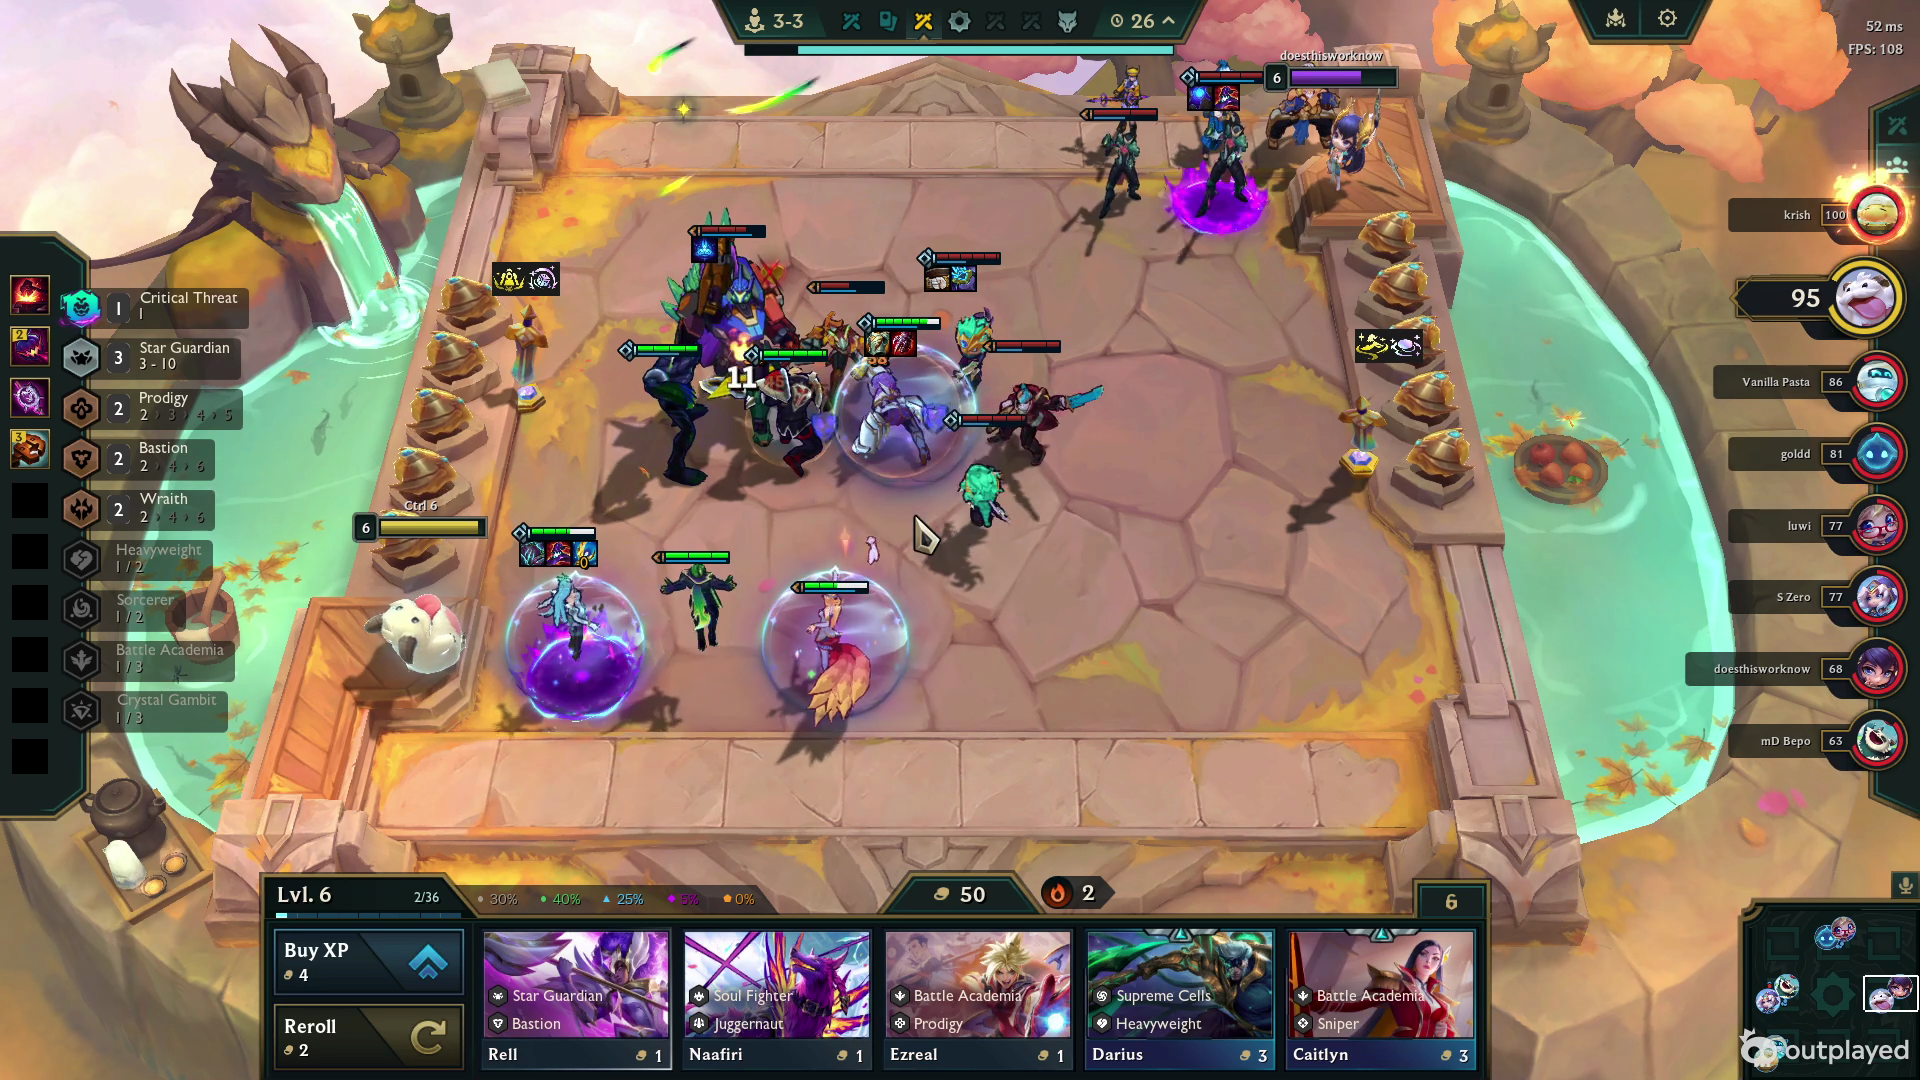 3-3
26
52 ms
FPS: 108
doesthisworknow
6
krish 100
95
Vanilla Pasta 86
goldd 81
luwi 77
S Zero 77
doesthisworknow 68
mD Bepo 63
1 Critical Threat
1
2
3 Star Guardian
3 - 10
2 Prodigy
2 › 3 › 4 › 5
3
2 Bastion
2 › 4 › 6
2 Wraith
2 › 4 › 6
Heavyweight
1 / 2
Sorcerer
1 / 2
Battle Academia
1 / 3
Crystal Gambit
1 / 3
11
Ctrl 6
6
0
Lvl. 6
2/36
30% 40% 25% 5% 0%
50
2
6
Buy XP
4
Reroll
2
Star Guardian
Bastion
Rell 1
Soul Fighter
Juggernaut
Naafiri 1
Battle Academia
Prodigy
Ezreal 1
Supreme Cells
Heavyweight
Darius 3
Battle Academia
Sniper
Caitlyn 3
outplayed